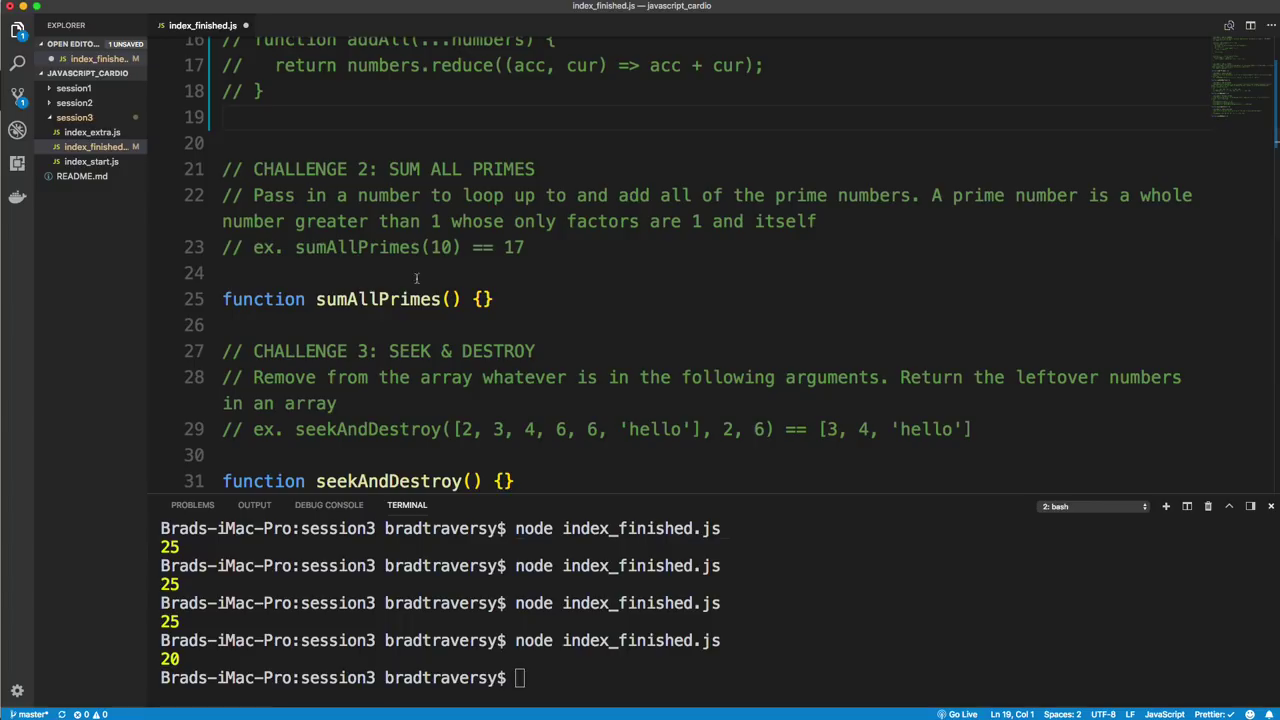 index_finished.js — javascript_cardio
EXPLORER
index_finished.js
OPEN EDITO... 1 UNSAVED
index_finishe... M
JAVASCRIPT_CARDIO
session1
session2
session3
index_extra.js
index_finished... M
index_start.js
README.md
1
1
16 // function addAll(...numbers) {
17 //   return numbers.reduce((acc, cur) => acc + cur);
18 // }
19
20
21 // CHALLENGE 2: SUM ALL PRIMES
22 // Pass in a number to loop up to and add all of the prime numbers. A prime number is a whole
number greater than 1 whose only factors are 1 and itself
23 // ex. sumAllPrimes(10) == 17
24
25 function sumAllPrimes() {}
26
27 // CHALLENGE 3: SEEK & DESTROY
28 // Remove from the array whatever is in the following arguments. Return the leftover numbers
in an array
29 // ex. seekAndDestroy([2, 3, 4, 6, 6, 'hello'], 2, 6) == [3, 4, 'hello']
30
31 function seekAndDestroy() {}
PROBLEMS OUTPUT DEBUG CONSOLE TERMINAL 2: bash
Brads-iMac-Pro:session3 bradtraversy$ node index_finished.js
25
Brads-iMac-Pro:session3 bradtraversy$ node index_finished.js
25
Brads-iMac-Pro:session3 bradtraversy$ node index_finished.js
25
Brads-iMac-Pro:session3 bradtraversy$ node index_finished.js
20
Brads-iMac-Pro:session3 bradtraversy$
master* 0 0 Go Live Ln 19, Col 1 Spaces: 2 UTF-8 LF JavaScript Prettier: ✓